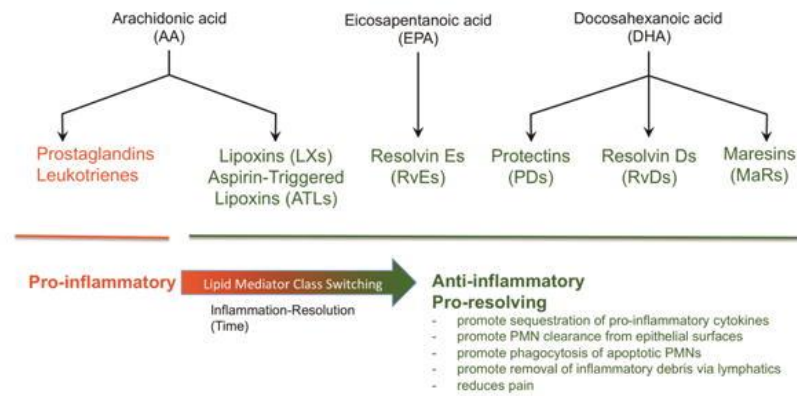 Arachidonic acid
(AA)
Eicosapentanoic acid
(EPA)
Docosahexanoic acid
(DHA)
Prostaglandins
Leukotrienes
Lipoxins (LXs)
Aspirin-Triggered
Lipoxins (ATLs)
Resolvin Es
(RvEs)
Protectins
(PDs)
Resolvin Ds
(RvDs)
Maresins
(MaRs)
Pro-inflammatory
Lipid Mediator Class Switching
Inflammation-Resolution
(Time)
Anti-inflammatory
Pro-resolving
- promote sequestration of pro-inflammatory cytokines
- promote PMN clearance from epithelial surfaces
- promote phagocytosis of apoptotic PMNs
- promote removal of inflammatory debris via lymphatics
- reduces pain